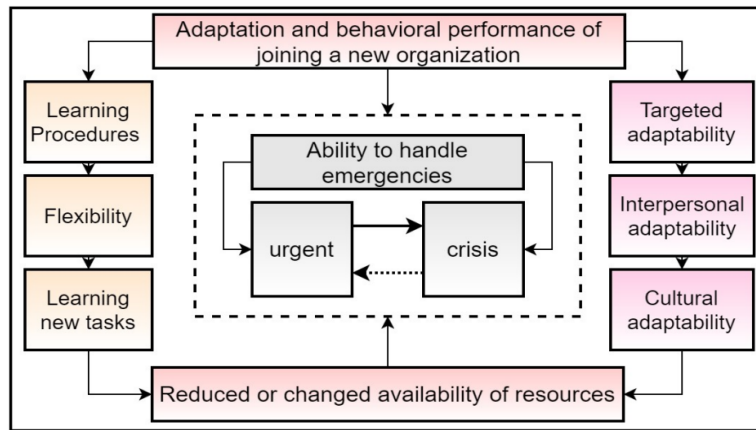 Adaptation and behavioral performance of
joining a new organization
Learning
Procedures
Flexibility
Learning
new tasks
Ability to handle
emergencies
urgent
crisis
Targeted
adaptability
Interpersonal
adaptability
Cultural
adaptability
Reduced or changed availability of resources